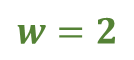 w = 2